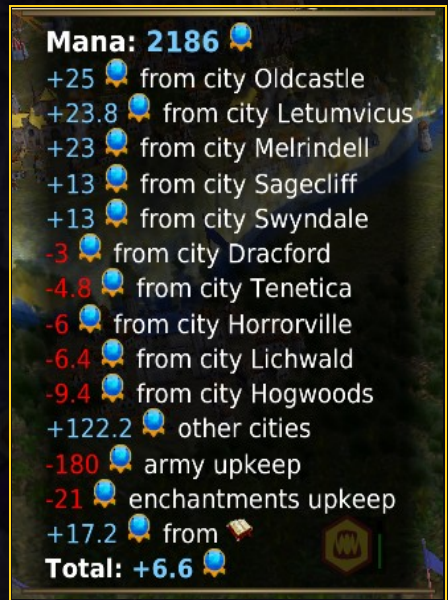 Mana: 2186
+25 from city Oldcastle
+23.8 from city Letumvicus
+23 from city Melrindell
+13 from city Sagecliff
+13 from city Swyndale
-3 from city Dracford
-4.8 from city Tenetica
-6 from city Horrorville
-6.4 from city Lichwald
-9.4 from city Hogwoods
+122.2 other cities
-180 army upkeep
-21 enchantments upkeep
+17.2 from
Total: +6.6